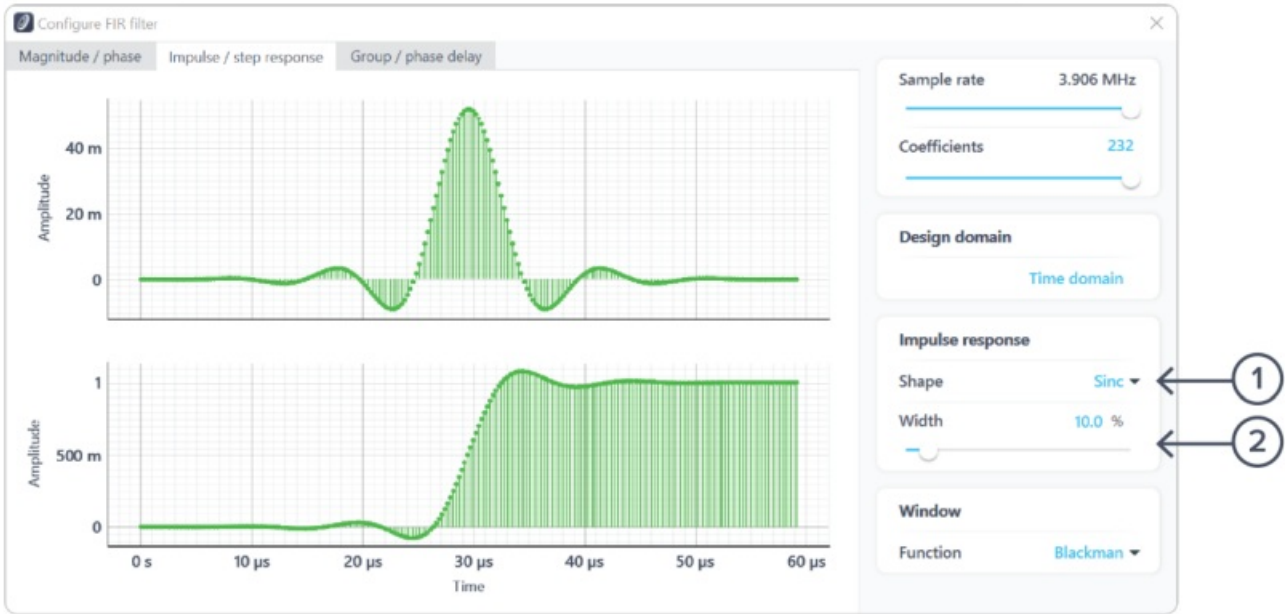 Configure FIR filter
Magnitude / phase Impulse / step response Group / phase delay
Amplitude
40 m
20 m
0
Amplitude
1
500 m
0
0 s 10 µs 20 µs 30 µs 40 µs 50 µs 60 µs
Time
Sample rate 3.906 MHz
Coefficients 232
Design domain
Time domain
Impulse response
Shape Sinc
1
Width 10.0 %
2
Window
Function Blackman